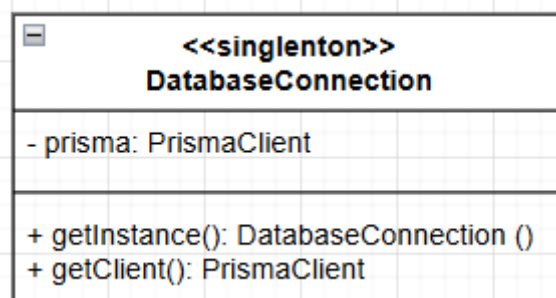 <<singlenton>>
DatabaseConnection
- prisma: PrismaClient
+ getInstance(): DatabaseConnection ()
+ getClient(): PrismaClient